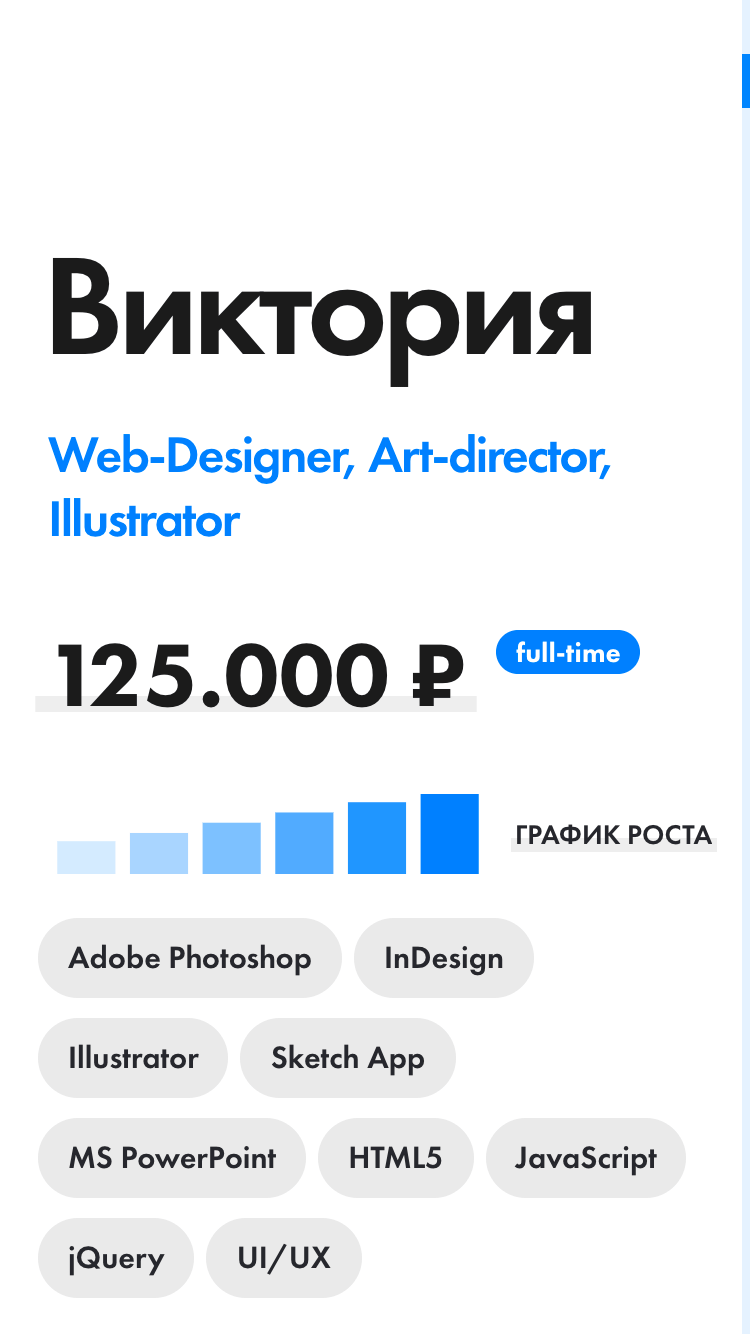 Виктория
Web-Designer, Art-director,
Illustrator
125.000 ₽ full-time
ГРАФИК РОСТА
Adobe Photoshop InDesign
Illustrator Sketch App
MS PowerPoint HTML5 JavaScript
jQuery UI/UX